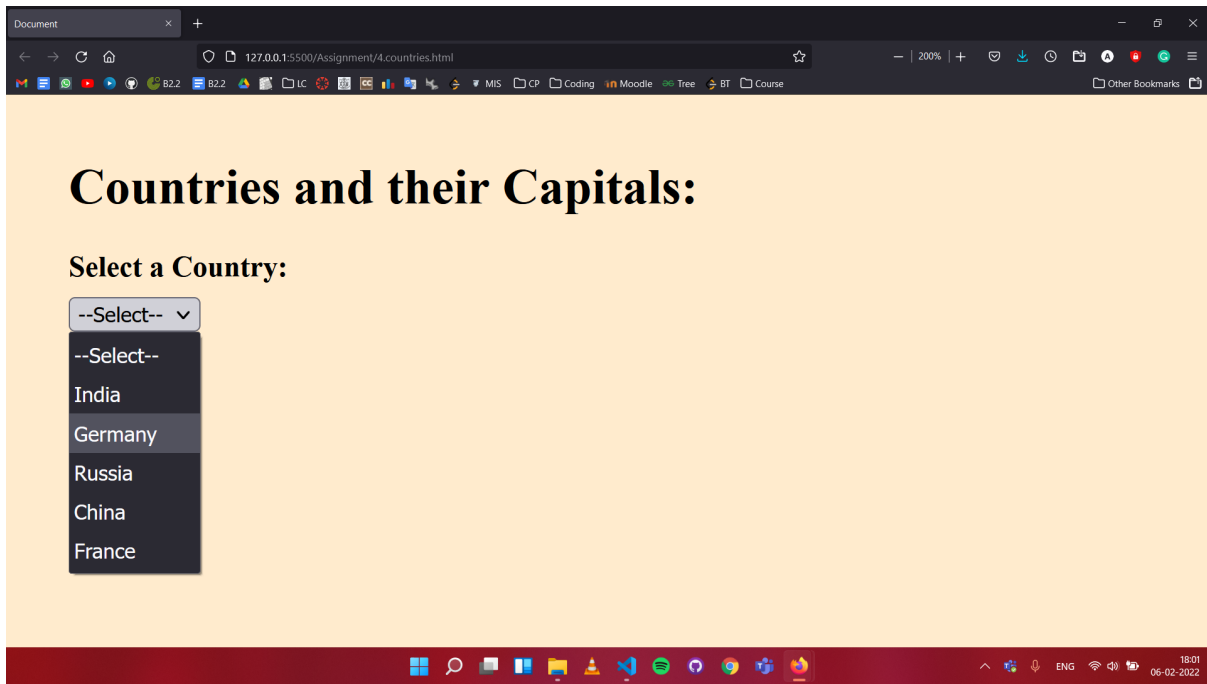 Document
127.0.0.1:5500/Assignment/4.countries.html
200%
B2.2
B2.2
LC
CC
MIS
CP
Coding
Moodle
Tree
BT
Course
Other Bookmarks
Countries and their Capitals:
Select a Country:
--Select--
--Select--
India
Germany
Russia
China
France
ENG
18:01
06-02-2022